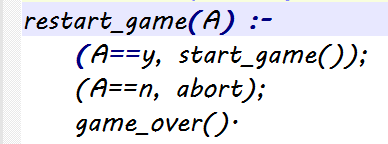 restart_game(A) :-
(A==y, start_game());
(A==n, abort);
game_over().